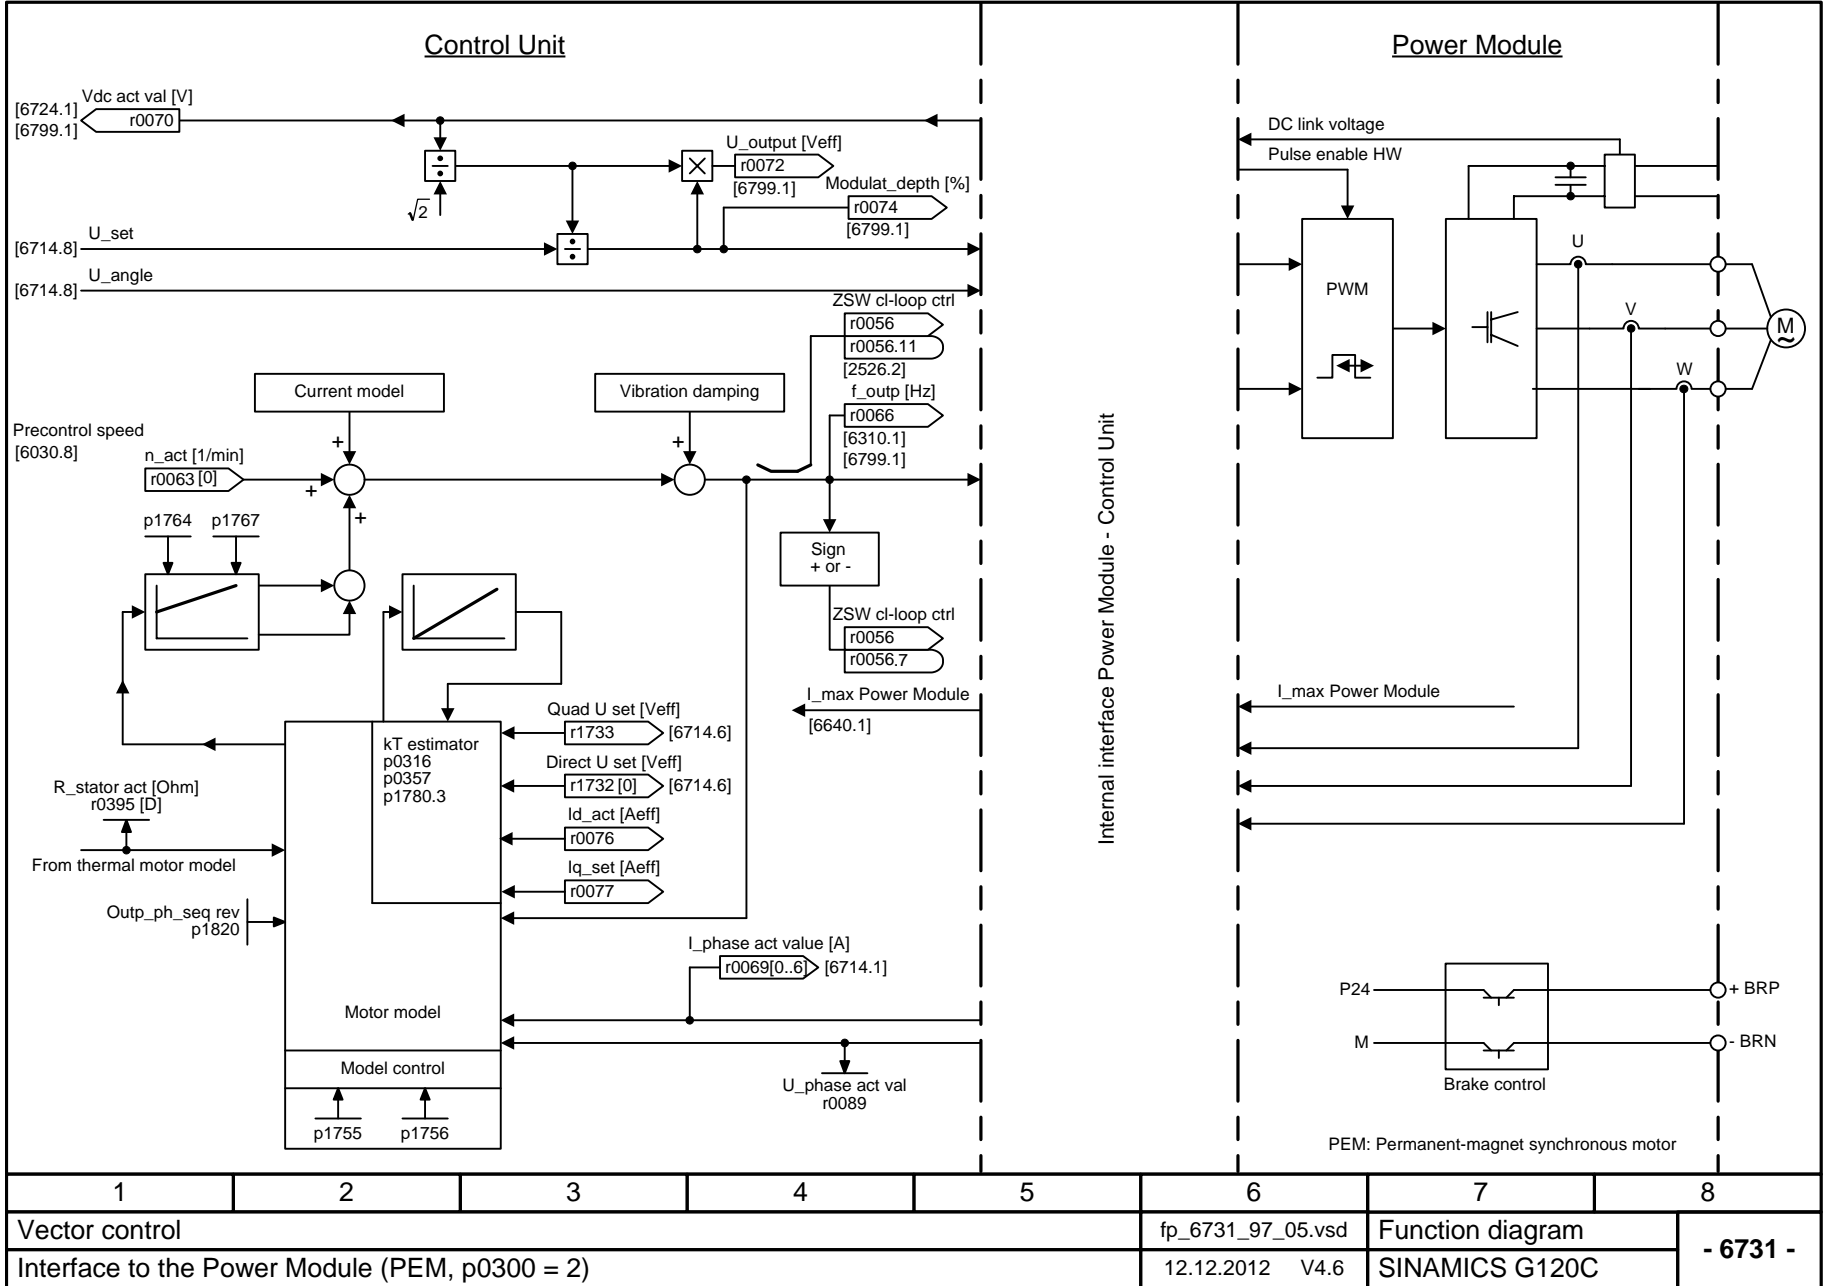 Control Unit
Power Module
Vdc act val [V]
[6724.1]
[6799.1]
r0070
DC link voltage
Pulse enable HW
U_output [Veff]
r0072
[6799.1]
√2
Modulat_depth [%]
r0074
[6799.1]
U_set
[6714.8]
U_angle
[6714.8]
U
V
W
PWM
M
~
ZSW cl-loop ctrl
r0056
r0056.11
[2526.2]
f_outp [Hz]
r0066
[6310.1]
[6799.1]
Current model
Vibration damping
Precontrol speed
[6030.8]
n_act [1/min]
r0063 [0]
+
+
+
+
p1764
p1767
Sign
+ or -
ZSW cl-loop ctrl
r0056
r0056.7
I_max Power Module
[6640.1]
Internal interface Power Module - Control Unit
I_max Power Module
Quad U set [Veff]
r1733
[6714.6]
Direct U set [Veff]
r1732 [0]
[6714.6]
Id_act [Aeff]
r0076
Iq_set [Aeff]
r0077
kT estimator
p0316
p0357
p1780.3
R_stator act [Ohm]
r0395 [D]
From thermal motor model
Outp_ph_seq rev
p1820
I_phase act value [A]
r0069[0..6]
[6714.1]
Motor model
Model control
p1755
p1756
U_phase act val
r0089
P24
+ BRP
M
- BRN
Brake control
PEM: Permanent-magnet synchronous motor
1 2 3 4 5 6 7 8
Vector control
fp_6731_97_05.vsd
Function diagram
- 6731 -
Interface to the Power Module (PEM, p0300 = 2)
12.12.2012 V4.6
SINAMICS G120C